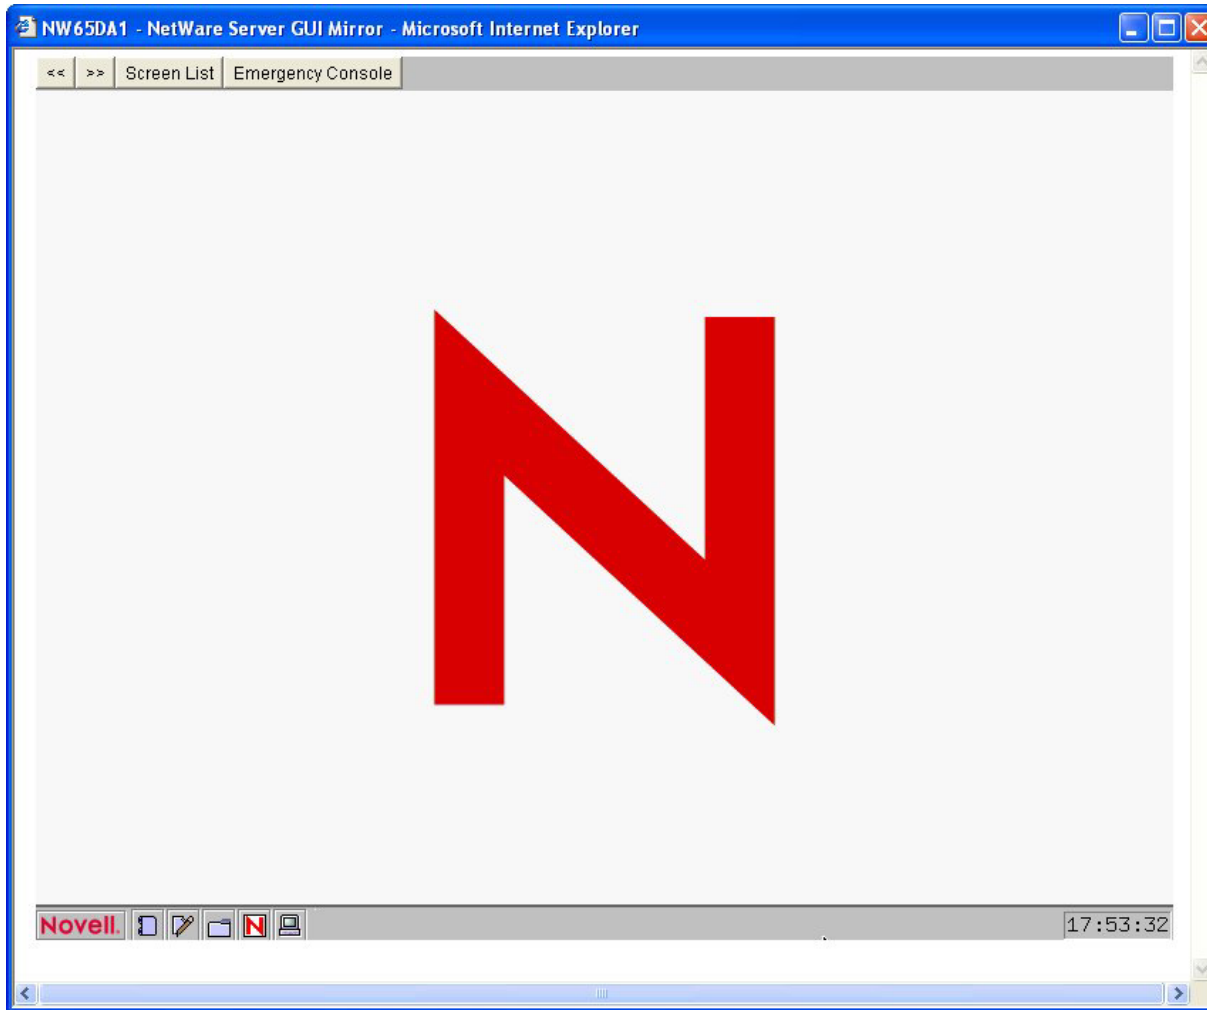 NW65DA1 - NetWare Server GUI Mirror - Microsoft Internet Explorer
<< >> Screen List Emergency Console
N
Novell. N 17:53:32